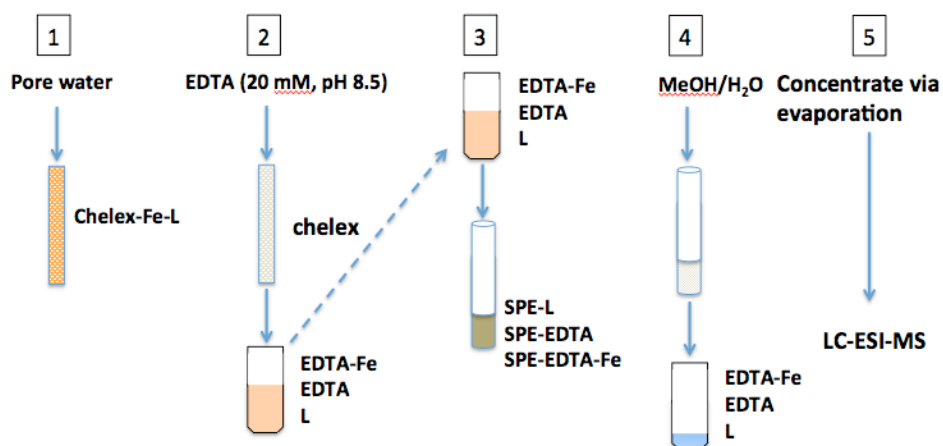 1
Pore water
Chelex-Fe-L
2
EDTA (20 mM, pH 8.5)
chelex
EDTA-Fe
EDTA
L
3
EDTA-Fe
EDTA
L
SPE-L
SPE-EDTA
SPE-EDTA-Fe
4
MeOH/H₂O
EDTA-Fe
EDTA
L
5
Concentrate via
evaporation
LC-ESI-MS